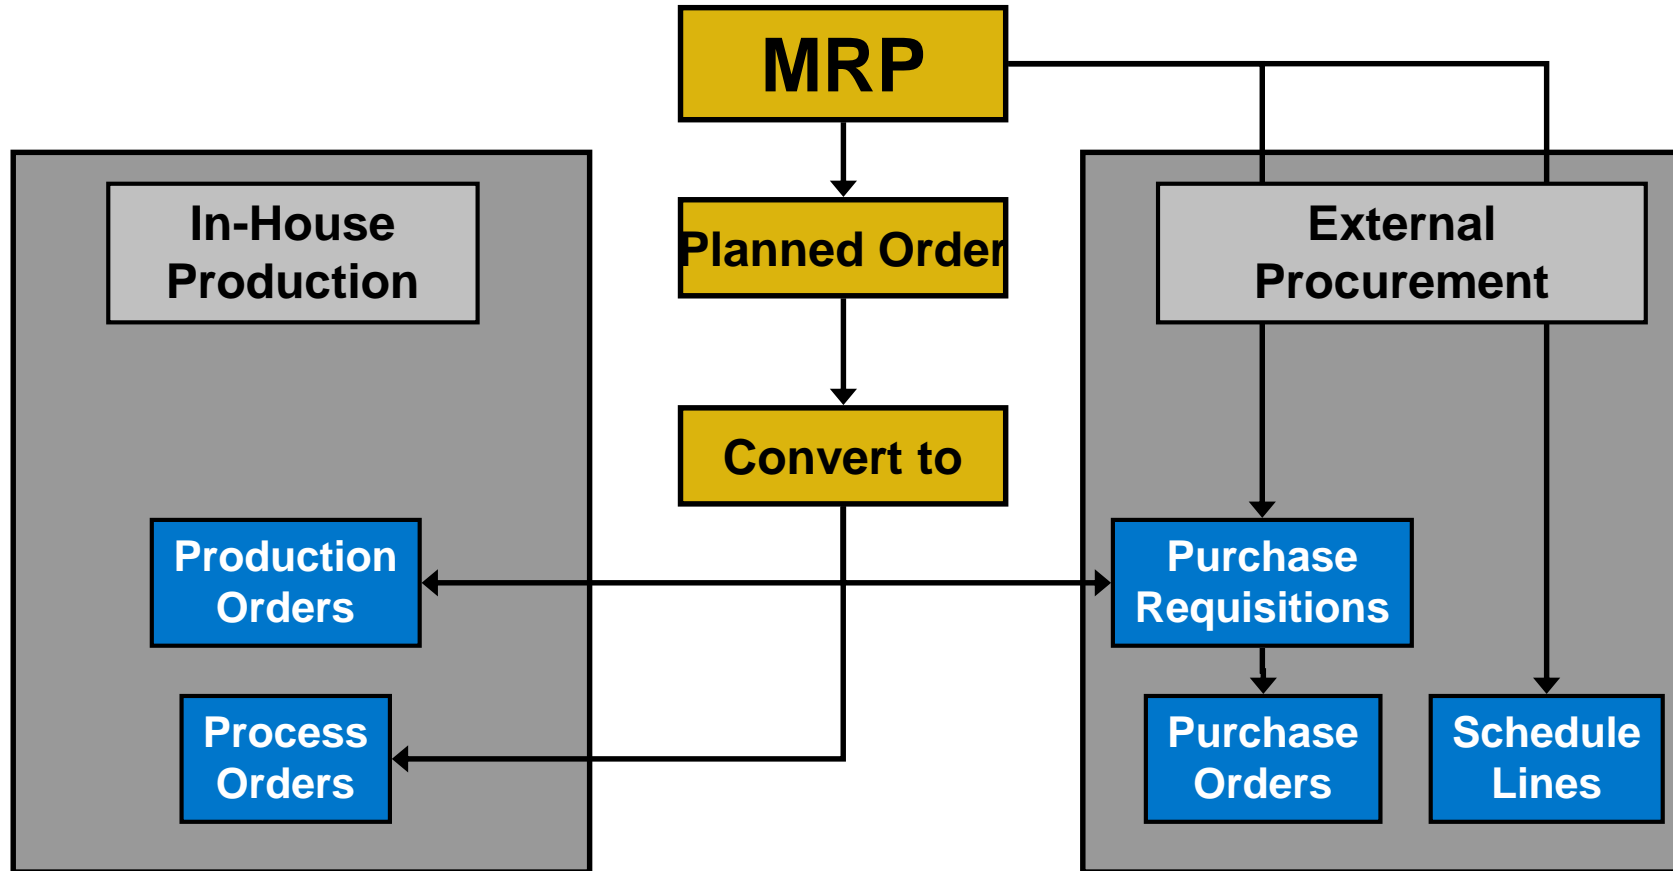 MRP
In-House
Production
Planned Order
External
Procurement
Convert to
Production
Orders
Purchase
Requisitions
Process
Orders
Purchase
Orders
Schedule
Lines